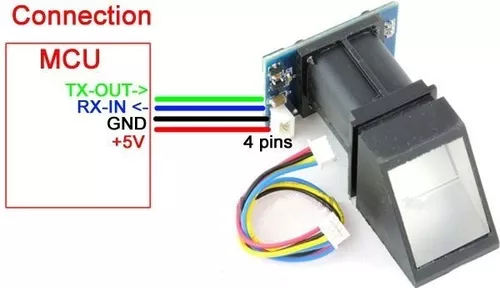 Connection
MCU
TX-OUT->
RX-IN <-
GND
+5V
4 pins